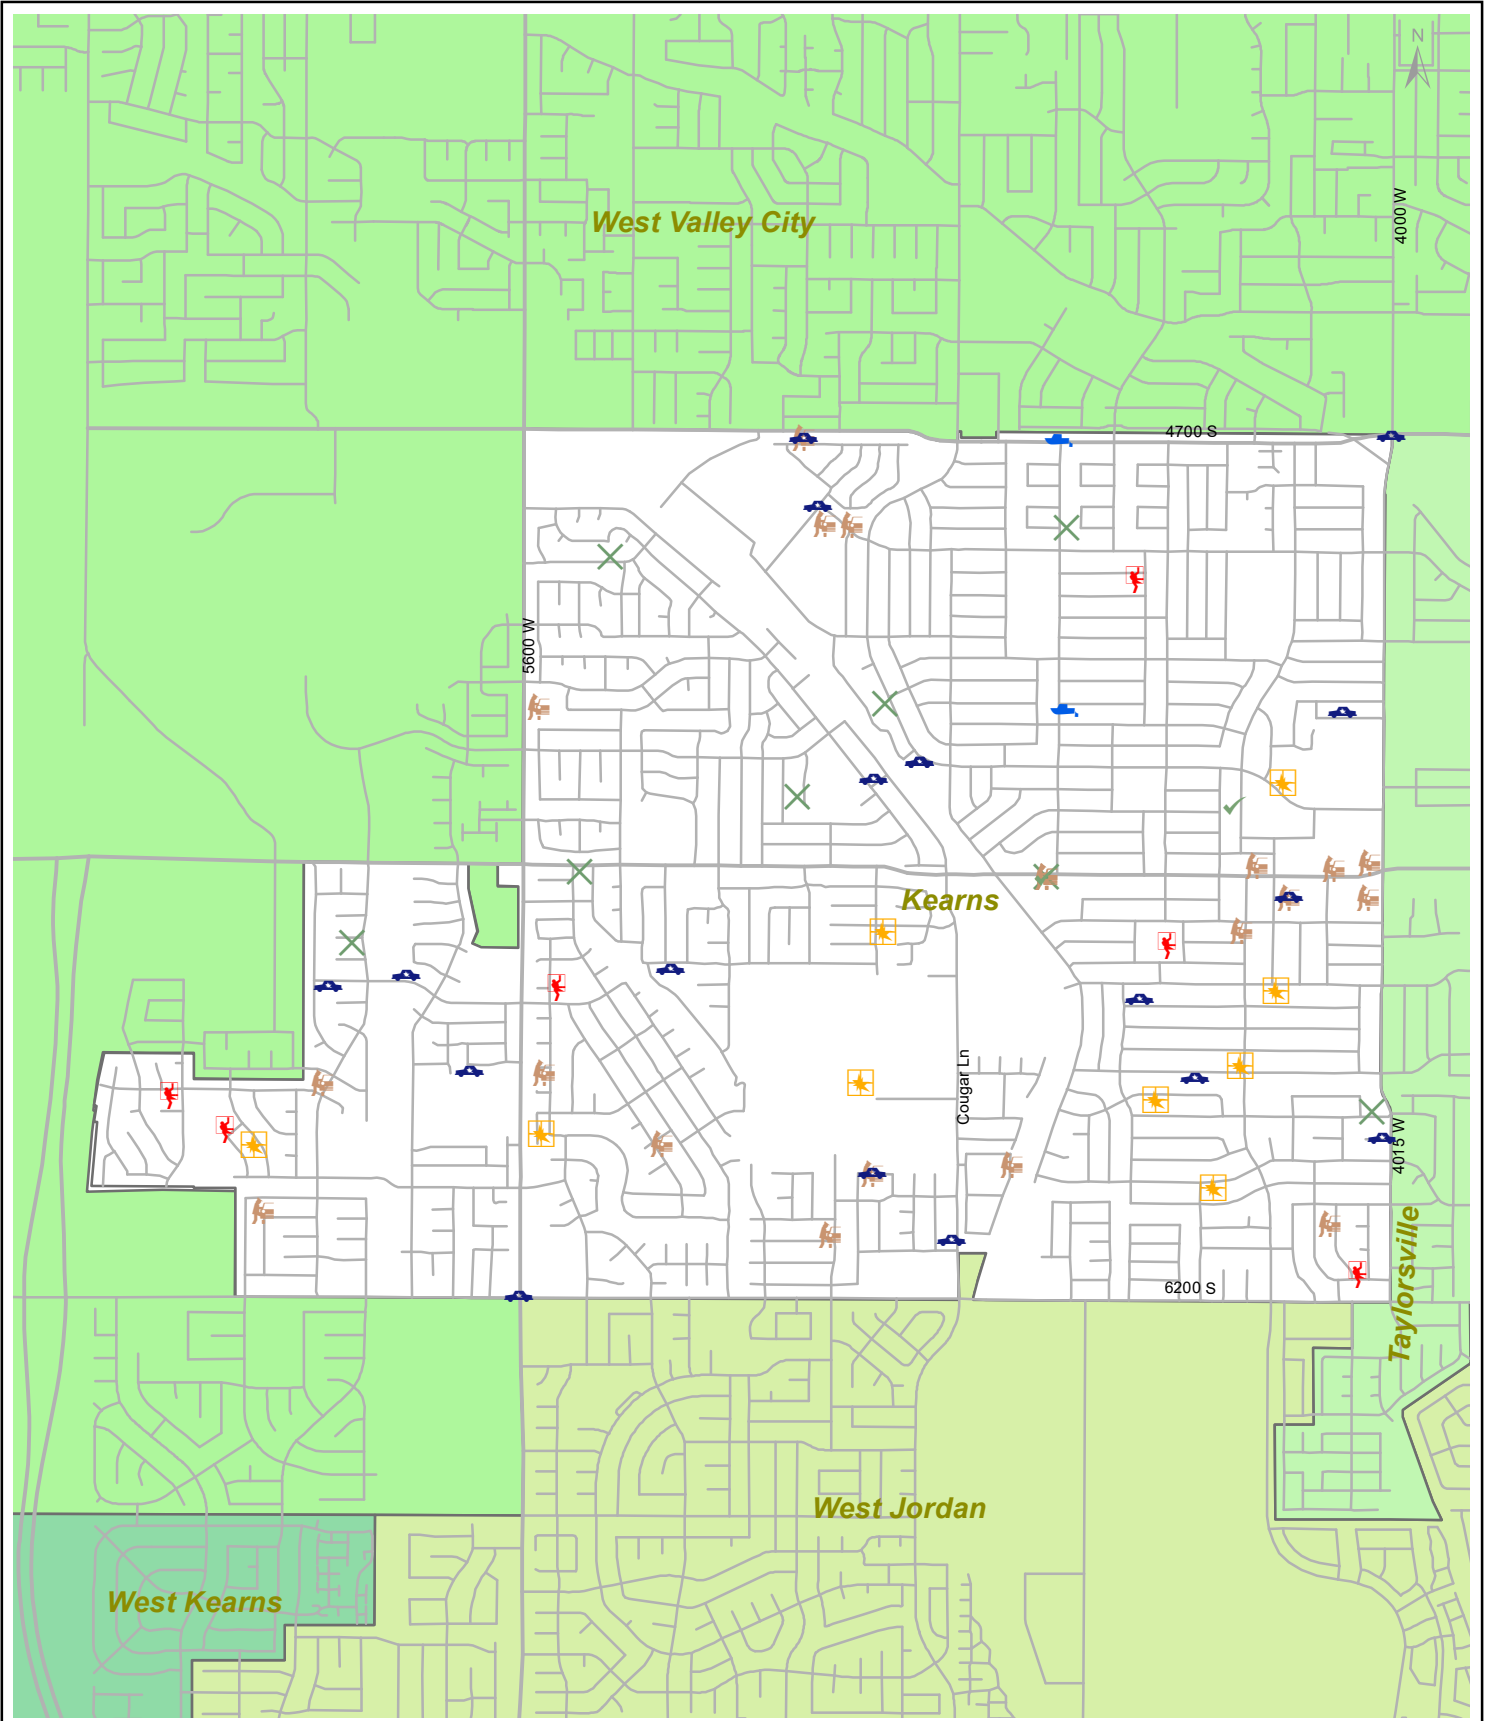 N
4000 W
West Valley City
4700 S
5600 W
Kearns
Cougar Ln
4015 W
Taylorsville
6200 S
West Jordan
West Kearns